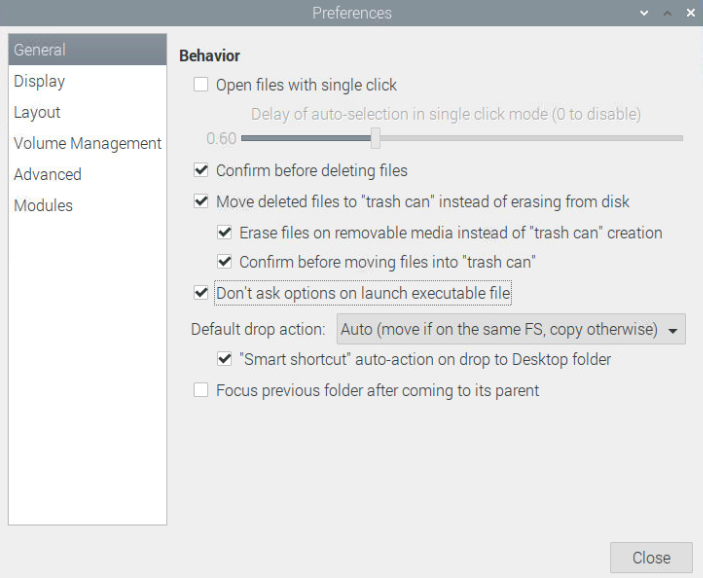 Preferences
General
Display
Layout
Volume Management
Advanced
Modules
Behavior
Open files with single click
Delay of auto-selection in single click mode (0 to disable)
0.60
Confirm before deleting files
Move deleted files to "trash can" instead of erasing from disk
Erase files on removable media instead of "trash can" creation
Confirm before moving files into "trash can"
Don't ask options on launch executable file
Default drop action: Auto (move if on the same FS, copy otherwise)
"Smart shortcut" auto-action on drop to Desktop folder
Focus previous folder after coming to its parent
Close